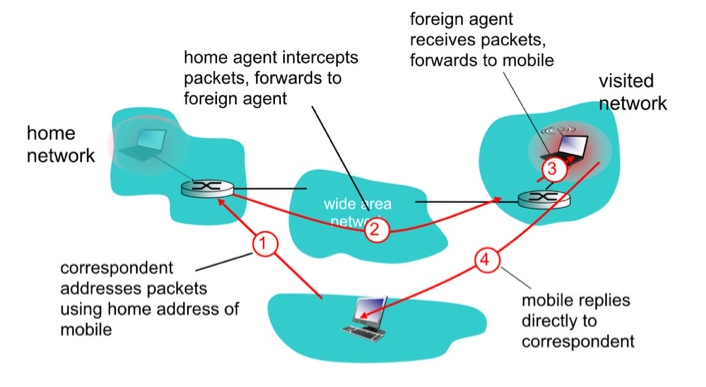 foreign agent
receives packets,
forwards to mobile
home agent intercepts
packets, forwards to
foreign agent
visited
network
home
network
3
wide area
network
2
1
4
correspondent
addresses packets
using home address of
mobile
mobile replies
directly to
correspondent